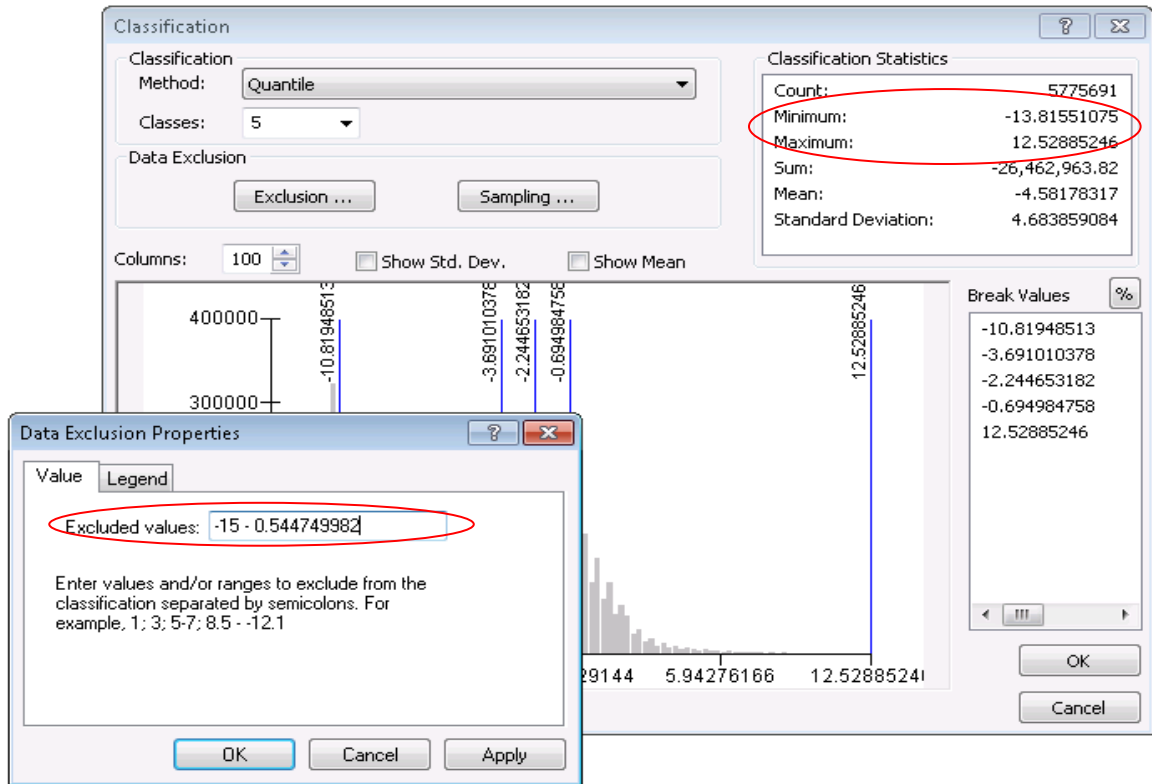 Classification
Classification
Method: Quantile
Classes: 5
Data Exclusion
Exclusion ...
Sampling ...
Classification Statistics
Count: 5775691
Minimum: -13.81551075
Maximum: 12.52885246
Sum: -26,462,963.82
Mean: -4.58178317
Standard Deviation: 4.683859084
Columns: 100
Show Std. Dev.
Show Mean
400000
300000
-10.81948513
-3.691010378
-2.244653182
-0.694984758
12.52885246
29144
5.94276166
12.5288524
Break Values
%
-10.81948513
-3.691010378
-2.244653182
-0.694984758
12.52885246
OK
Cancel
Data Exclusion Properties
Value
Legend
Excluded values: -15 - 0.544749982
Enter values and/or ranges to exclude from the
classification separated by semicolons. For
example, 1; 3; 5-7; 8.5 - -12.1
OK
Cancel
Apply